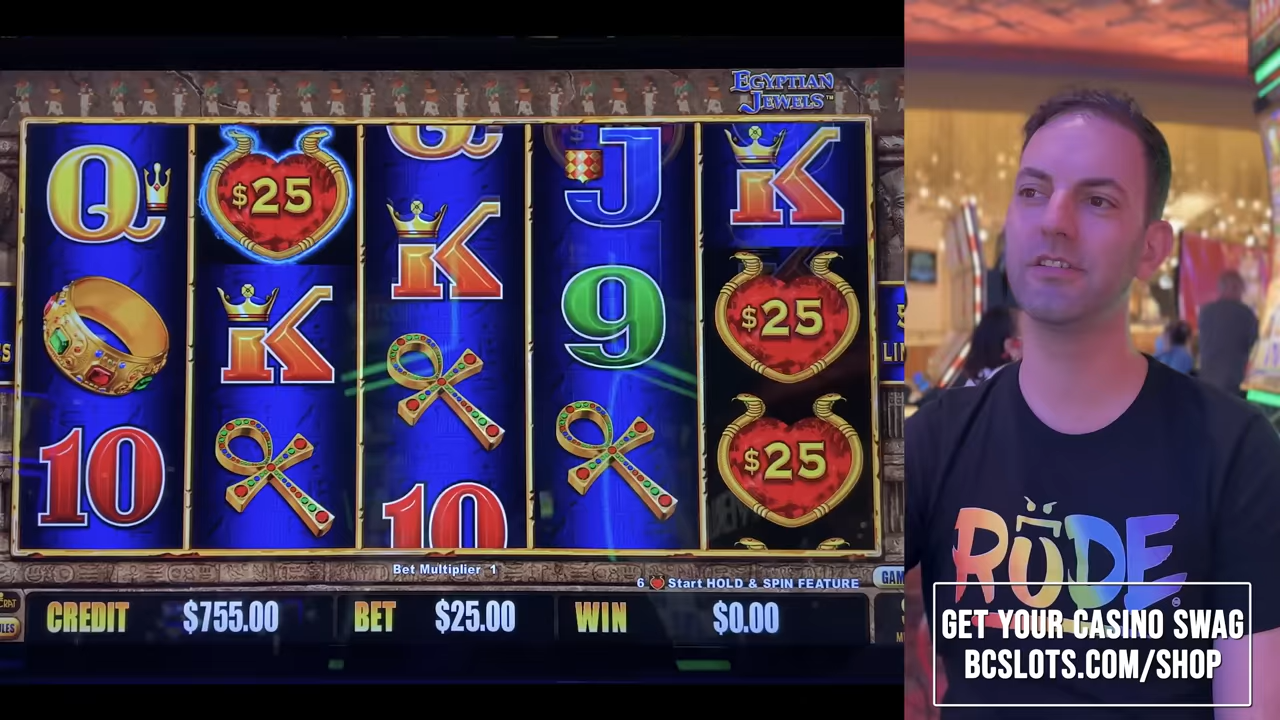 EGYPTIAN
JEWELS™
Q
$25
K
10
K
10
J
9
K
$25
$25
Bet Multiplier 1
6 Start HOLD & SPIN FEATURE
CREDIT $755.00 BET $25.00 WIN $0.00
RUDE
GET YOUR CASINO SWAG
BCSLOTS.COM/SHOP